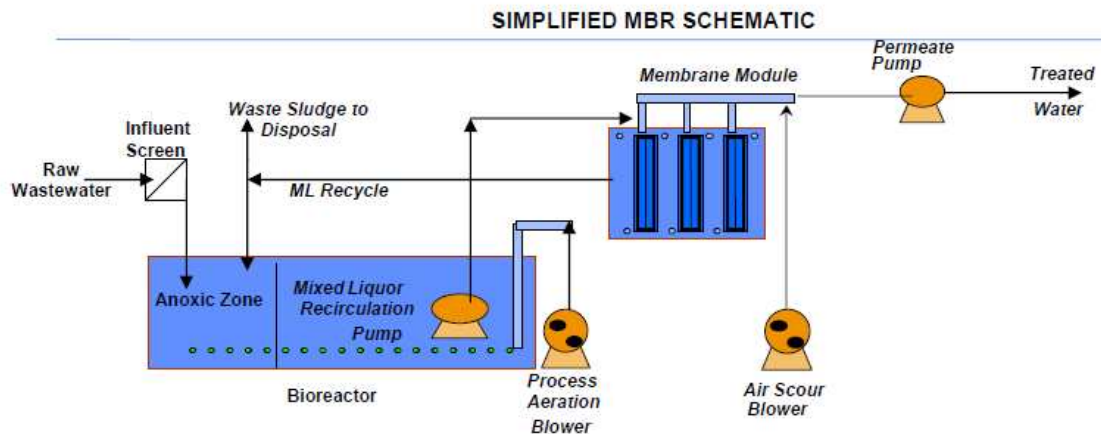 SIMPLIFIED MBR SCHEMATIC
Permeate
Pump
Treated
Water
Membrane Module
Waste Sludge to
Disposal
Influent
Screen
Raw
Wastewater
ML Recycle
Anoxic Zone
Mixed Liquor
Recirculation
Pump
Bioreactor
Process
Aeration
Blower
Air Scour
Blower